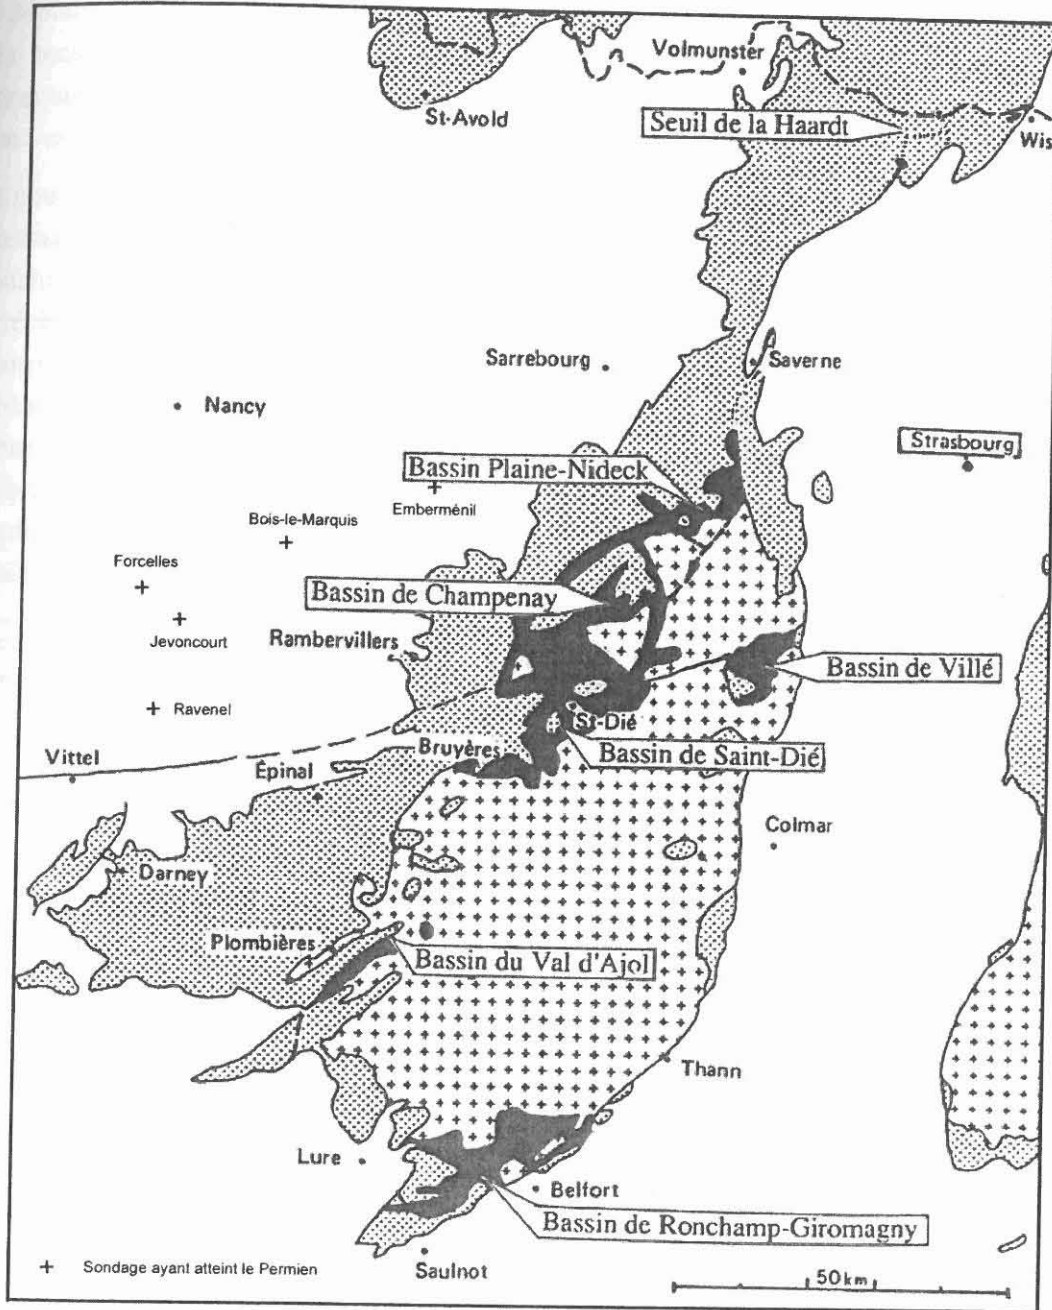 Volmunster
St-Avold
Seuil de la Haardt
Wis
Sarrebourg
Saverne
Nancy
Strasbourg
Bassin Plaine-Nideck
Emberménil
Bois-le-Marquis
Forcelles
Bassin de Champenay
Jevoncourt
Rambervillers
Bassin de Villé
Ravenel
St-Dié
Bruyères
Bassin de Saint-Dié
Vittel
Épinal
Colmar
Darney
Plombières
Bassin du Val d'Ajol
Thann
Lure
Belfort
Bassin de Ronchamp-Giromagny
+ Sondage ayant atteint le Permien
Saulnot
50 km